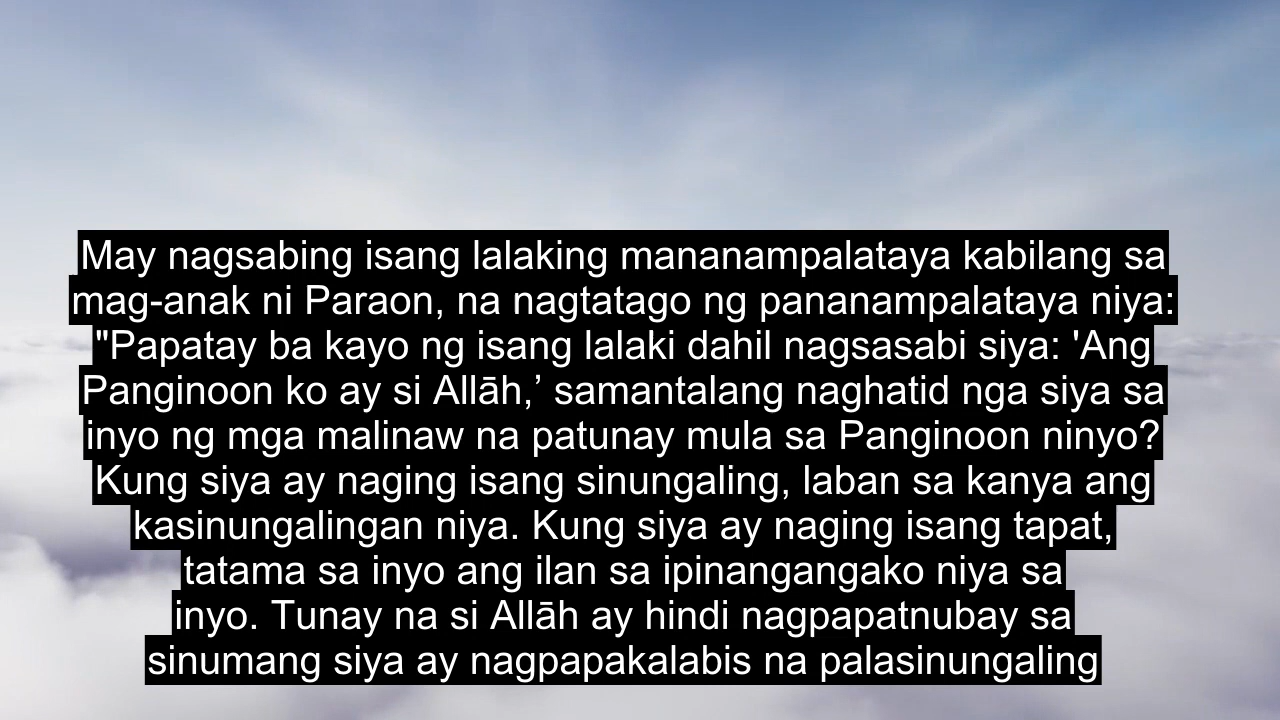 May nagsabing isang lalaking mananampalataya kabilang sa
mag-anak ni Paraon, na nagtatago ng pananampalataya niya:
"Papatay ba kayo ng isang lalaki dahil nagsasabi siya: 'Ang
Panginoon ko ay si Allāh,’ samantalang naghatid nga siya sa
inyo ng mga malinaw na patunay mula sa Panginoon ninyo?
Kung siya ay naging isang sinungaling, laban sa kanya ang
kasinungalingan niya. Kung siya ay naging isang tapat,
tatama sa inyo ang ilan sa ipinangangako niya sa
inyo. Tunay na si Allāh ay hindi nagpapatnubay sa
sinumang siya ay nagpapakalabis na palasinungaling